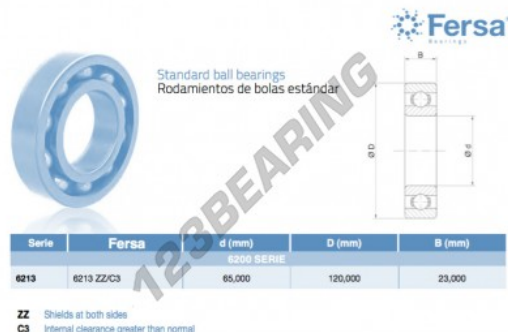 Fersa
Bearings
Standard ball bearings
Rodamientos de bolas estándar
B
Ø D
Ø d
123BEARING
Serie Fersa d (mm) D (mm) B (mm)
6200 SERIE
6213 6213 ZZ/C3 65,000 120,000 23,000
ZZ Shields at both sides
C3 Internal clearance greater than normal